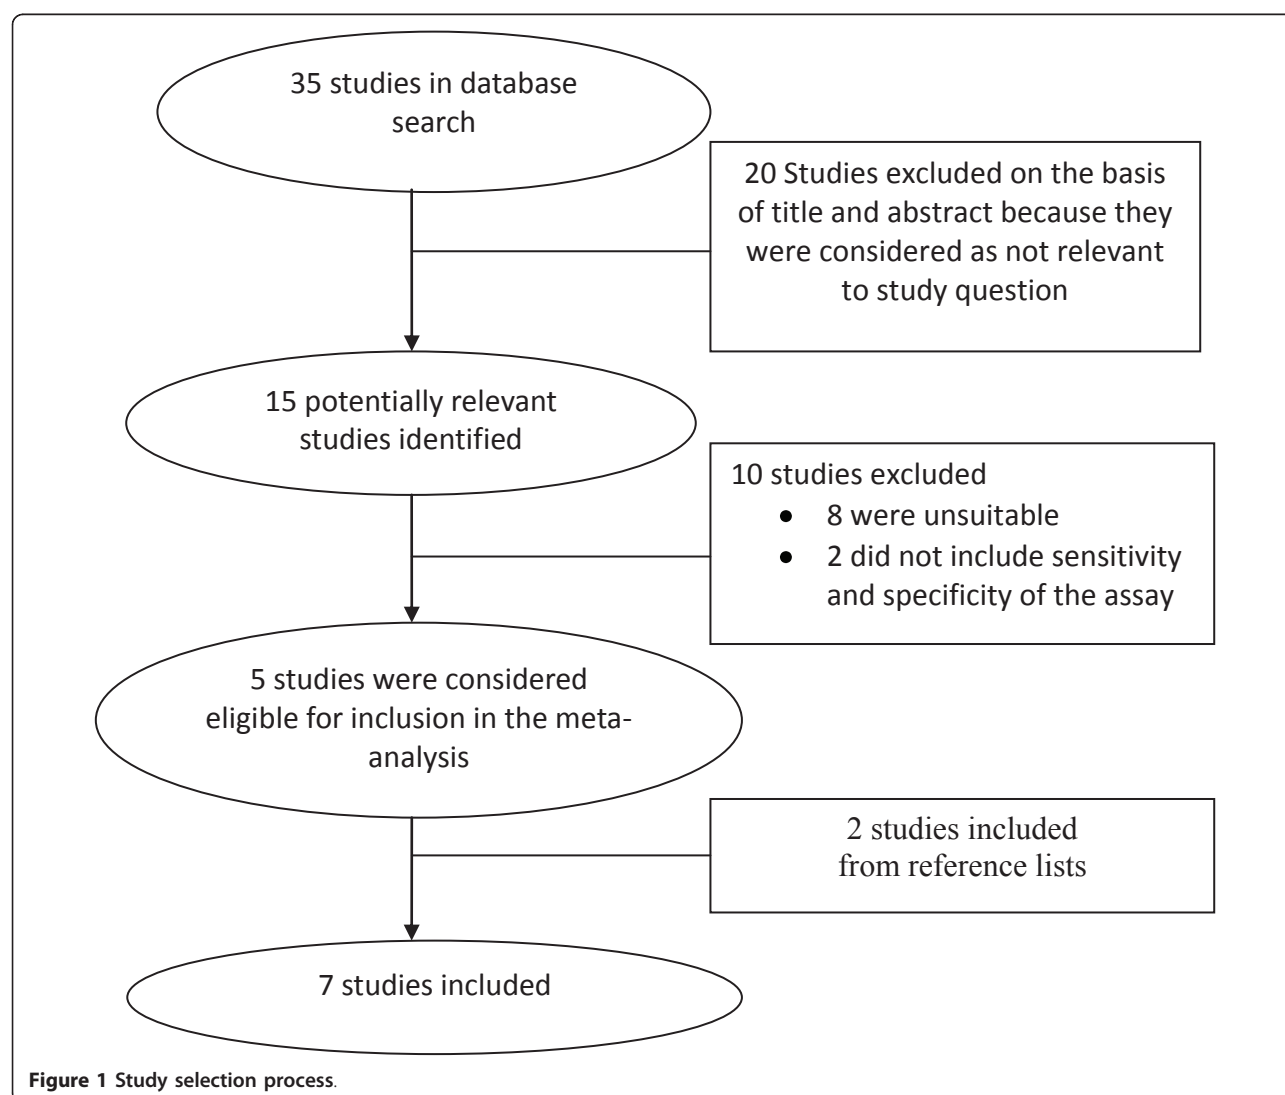 35 studies in database
search
20 Studies excluded on the basis
of title and abstract because they
were considered as not relevant
to study question
15 potentially relevant
studies identified
10 studies excluded
● 8 were unsuitable
● 2 did not include sensitivity
and specificity of the assay
5 studies were considered
eligible for inclusion in the meta-
analysis
2 studies included
from reference lists
7 studies included
Figure 1 Study selection process.